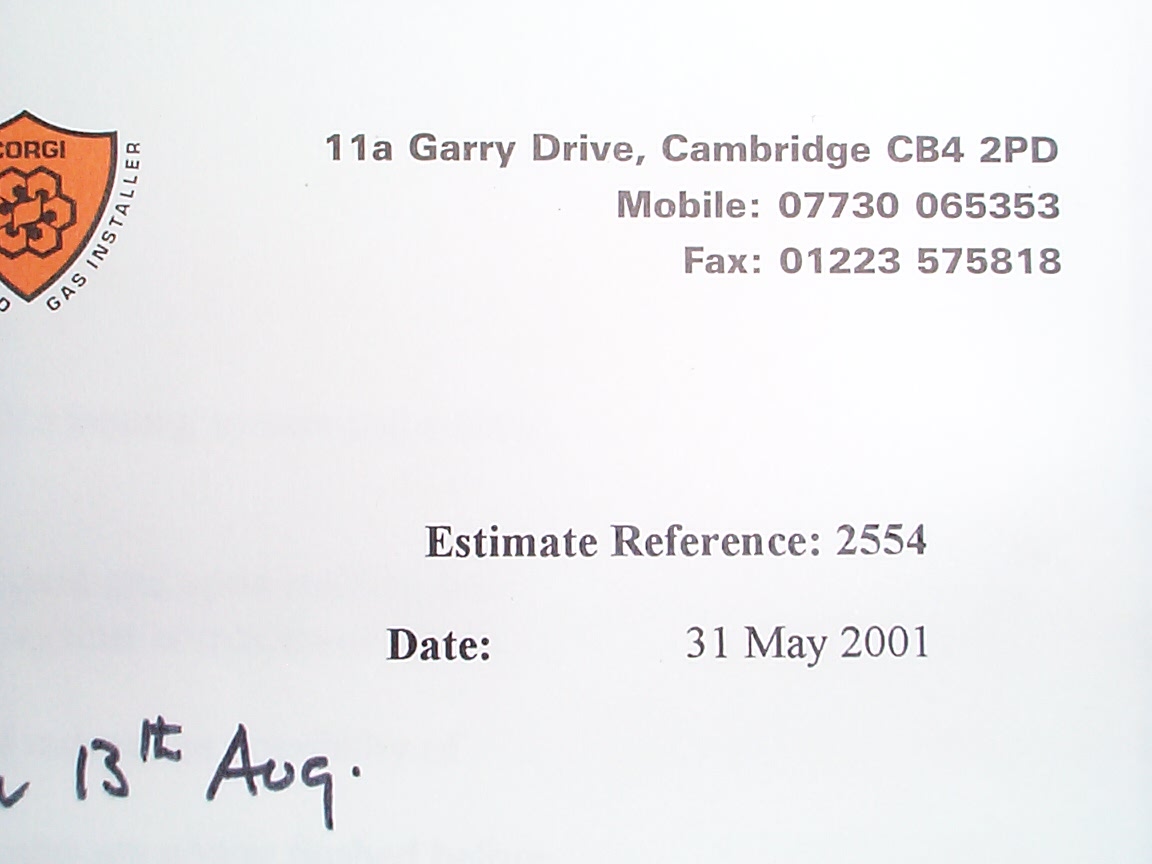 CORGI
GAS INSTALLER
11a Garry Drive, Cambridge CB4 2PD
Mobile: 07730 065353
Fax: 01223 575818
Estimate Reference: 2554
Date: 31 May 2001
13th Aug.